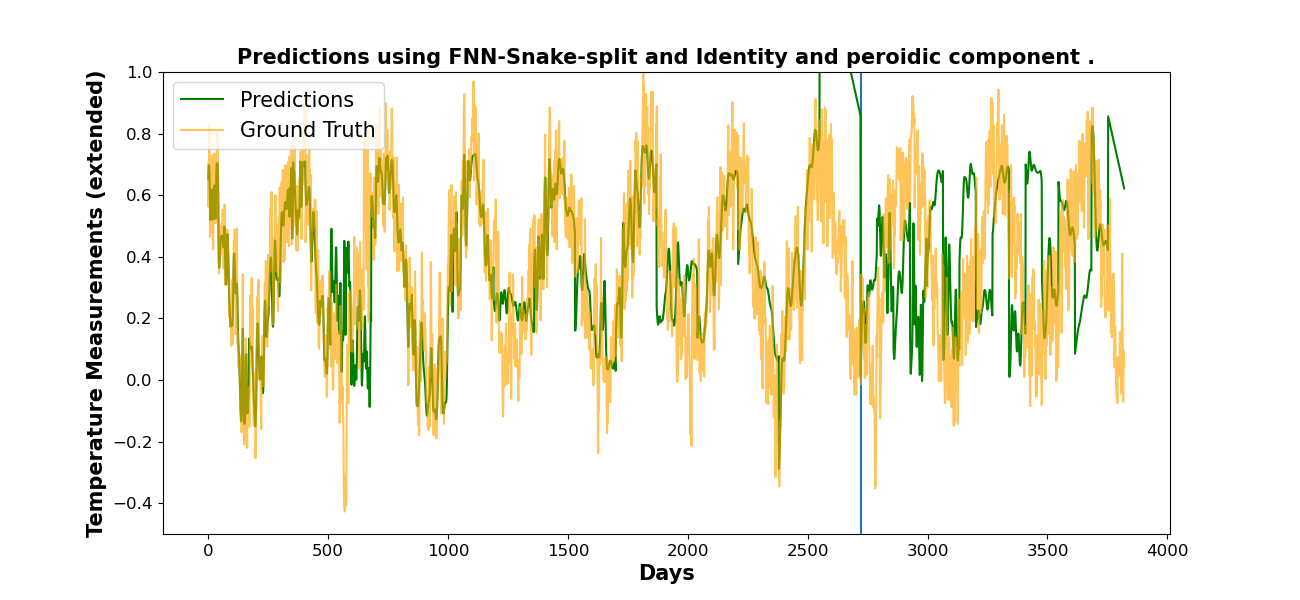 Predictions using FNN-Snake-split and Identity and peroidic component .
Temperature Measurements (extended)
1.0
0.8
0.6
0.4
0.2
0.0
−0.2
−0.4
Predictions
Ground Truth
0 500 1000 1500 2000 2500 3000 3500 4000
Days